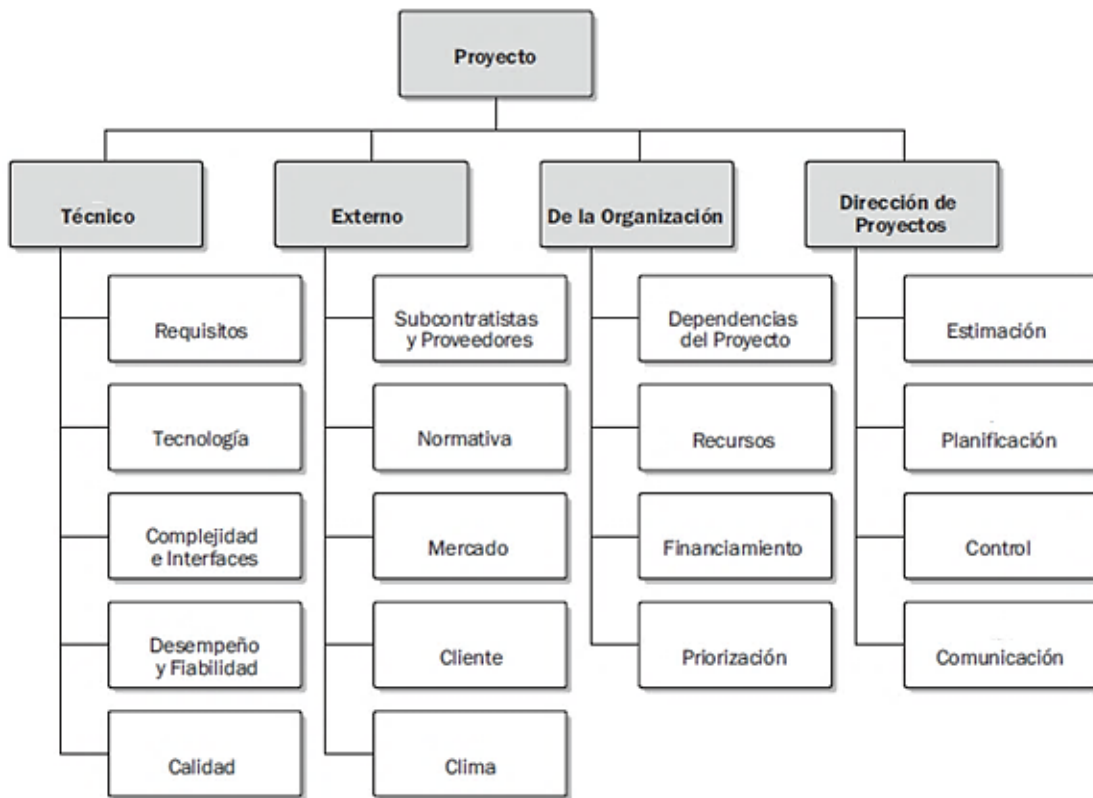 Proyecto
Técnico
Externo
De la Organización
Dirección de
Proyectos
Requisitos
Tecnología
Complejidad
e Interfaces
Desempeño
y Fiabilidad
Calidad
Subcontratistas
y Proveedores
Normativa
Mercado
Cliente
Clima
Dependencias
del Proyecto
Recursos
Financiamiento
Priorización
Estimación
Planificación
Control
Comunicación